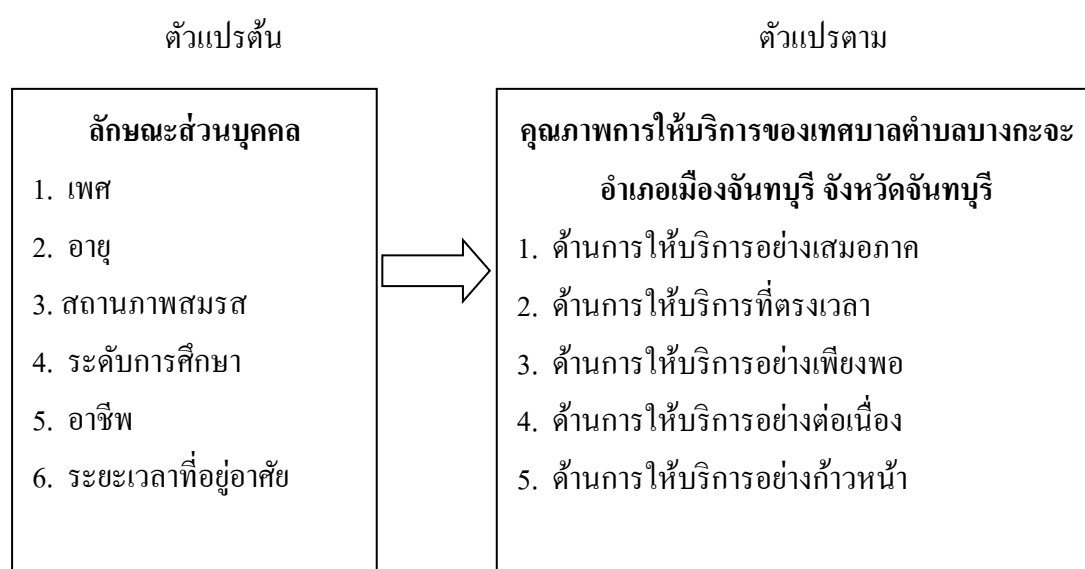 ตัวแปรต้น
ตัวแปรตาม
ลักษณะส่วนบุคคล
1. เพศ
2. อายุ
3. สถานภาพสมรส
4. ระดับการศึกษา
5. อาชีพ
6. ระยะเวลาที่อยู่อาศัย
คุณภาพการให้บริการของเทศบาลตำบลบางกะจะ
อำเภอเมืองจันทบุรี จังหวัดจันทบุรี
1. ด้านการให้บริการอย่างเสมอภาค
2. ด้านการให้บริการที่ตรงเวลา
3. ด้านการให้บริการอย่างเพียงพอ
4. ด้านการให้บริการอย่างต่อเนื่อง
5. ด้านการให้บริการอย่างก้าวหน้า